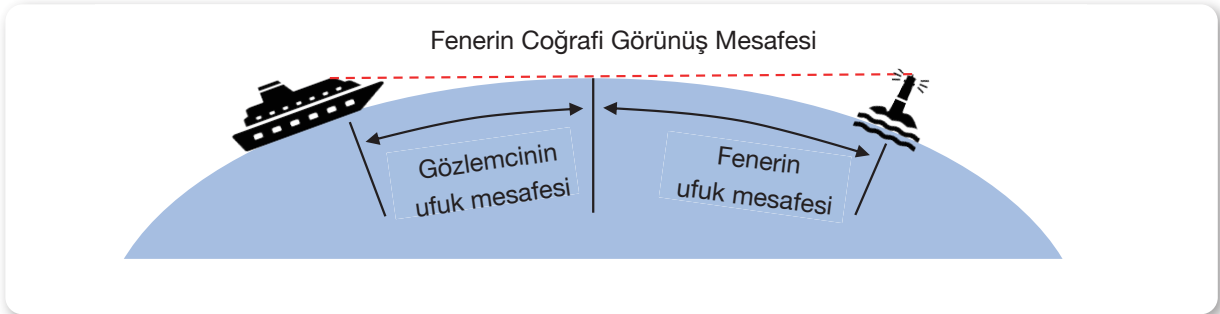 Fenerin Coğrafi Görünüş Mesafesi
Gözlemcinin
ufuk mesafesi
Fenerin
ufuk mesafesi